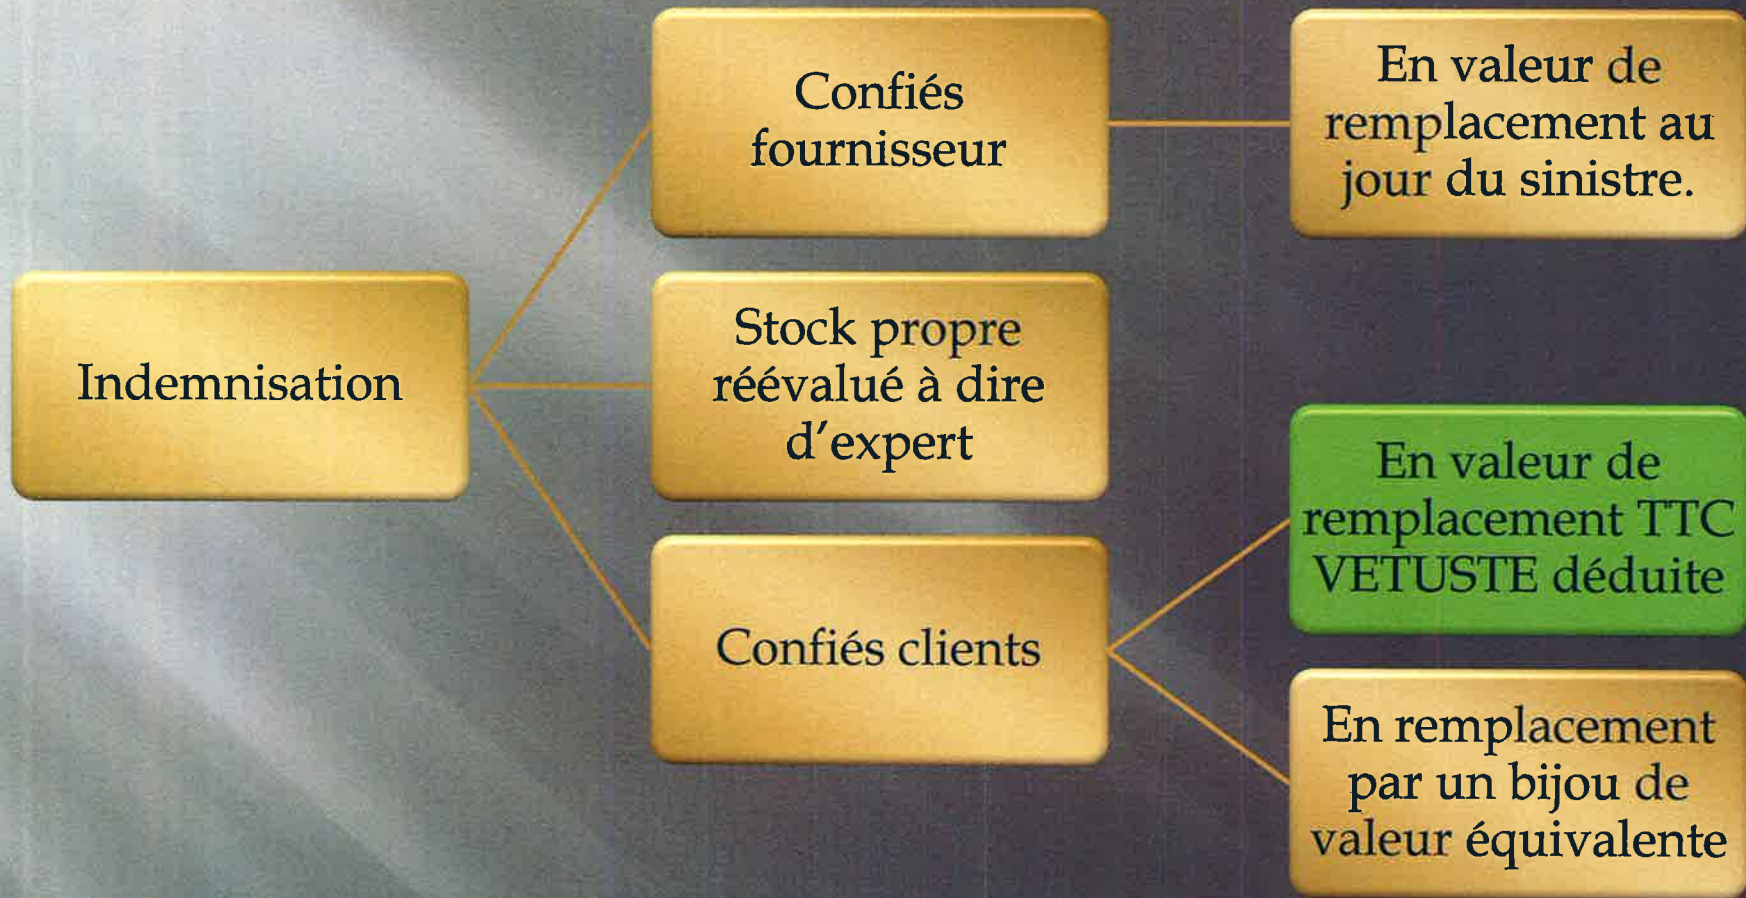 Indemnisation
Confiés
fournisseur
En valeur de
remplacement au
jour du sinistre.
Stock propre
réévalué à dire
d'expert
Confiés clients
En valeur de
remplacement TTC
VETUSTE déduite
En remplacement
par un bijou de
valeur équivalente